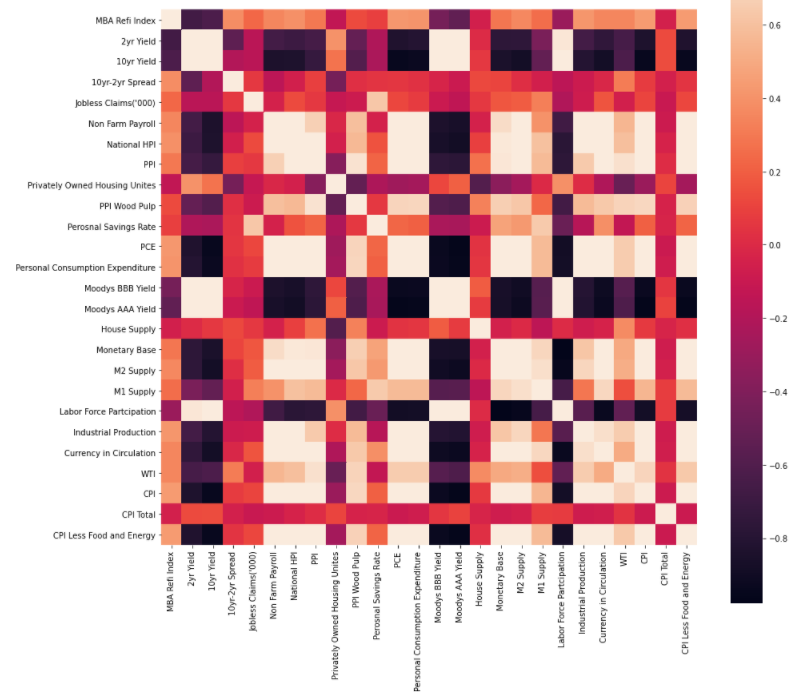 MBA Refi Index
2yr Yield
10yr Yield
10yr-2yr Spread
Jobless Claims('000)
Non Farm Payroll
National HPI
PPI
Privately Owned Housing Unites
PPI Wood Pulp
Perosnal Savings Rate
PCE
Personal Consumption Expenditure
Moodys BBB Yield
Moodys AAA Yield
House Supply
Monetary Base
M2 Supply
M1 Supply
Labor Force Partcipation
Industrial Production
Currency in Circulation
WTI
CPI
CPI Total
CPI Less Food and Energy
MBA Refi Index
2yr Yield
10yr Yield
10yr-2yr Spread
Jobless Claims('000)
Non Farm Payroll
National HPI
PPI
Privately Owned Housing Unites
PPI Wood Pulp
Perosnal Savings Rate
PCE
Personal Consumption Expenditure
Moodys BBB Yield
Moodys AAA Yield
House Supply
Monetary Base
M2 Supply
M1 Supply
Labor Force Partcipation
Industrial Production
Currency in Circulation
WTI
CPI
CPI Total
CPI Less Food and Energy
0.6
0.4
0.2
0.0
−0.2
−0.4
−0.6
−0.8